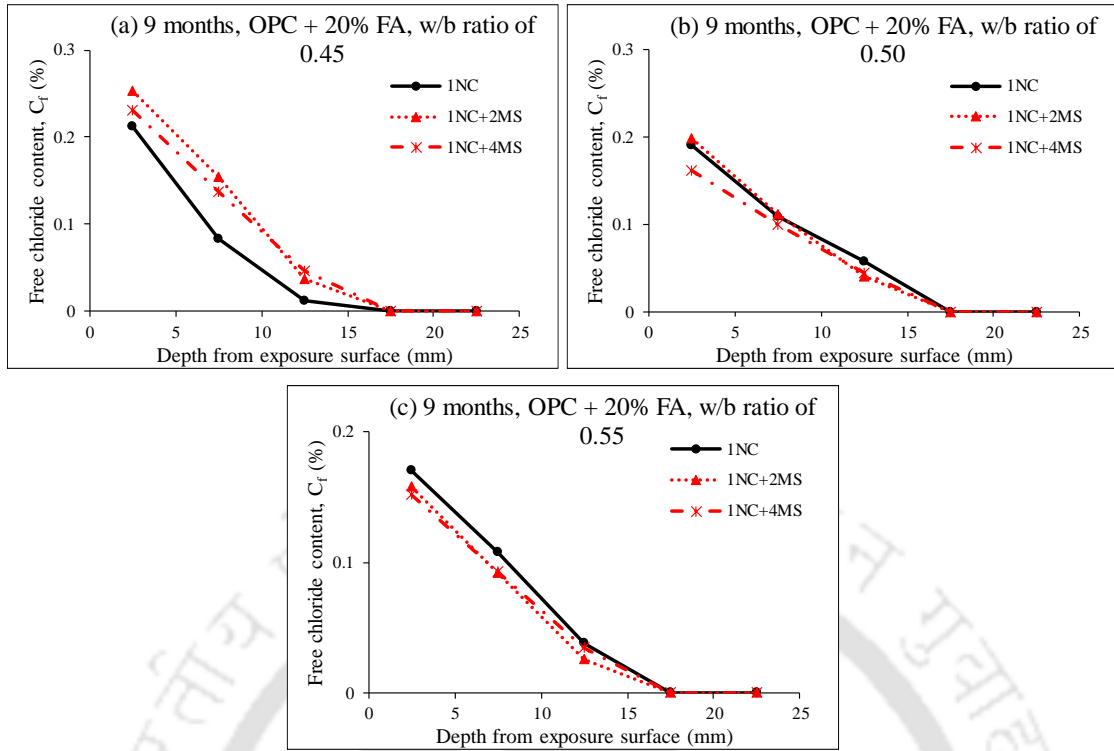 (a) 9 months, OPC + 20% FA, w/b ratio of
0.45
0.3
0.2
0.1
0
Free chloride content, Cf (%)
1NC
1NC+2MS
1NC+4MS
0 5 10 15 20 25
Depth from exposure surface (mm)
(b) 9 months, OPC + 20% FA, w/b ratio of
0.50
0.3
0.2
0.1
0
Free chloride content, Cf (%)
1NC
1NC+2MS
1NC+4MS
0 5 10 15 20 25
Depth from exposure surface (mm)
(c) 9 months, OPC + 20% FA, w/b ratio of
0.55
0.2
0.1
0
Free chloride content, Cf (%)
1NC
1NC+2MS
1NC+4MS
0 5 10 15 20 25
Depth from exposure surface (mm)